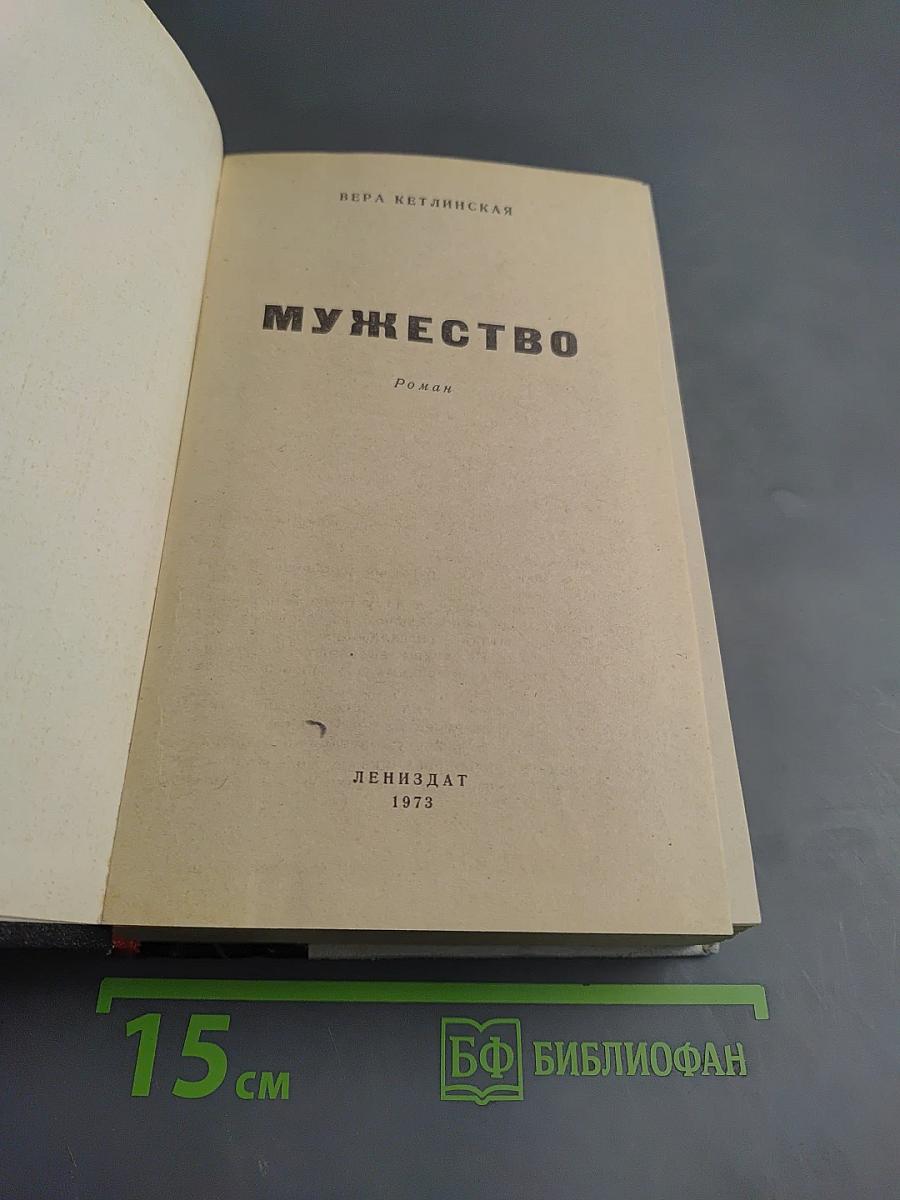 ВЕРА КЕТЛИНСКАЯ
МУЖЕСТВО
Роман
ЛЕНИЗДАТ
1973
15 см
БФ БИБЛИОФАН